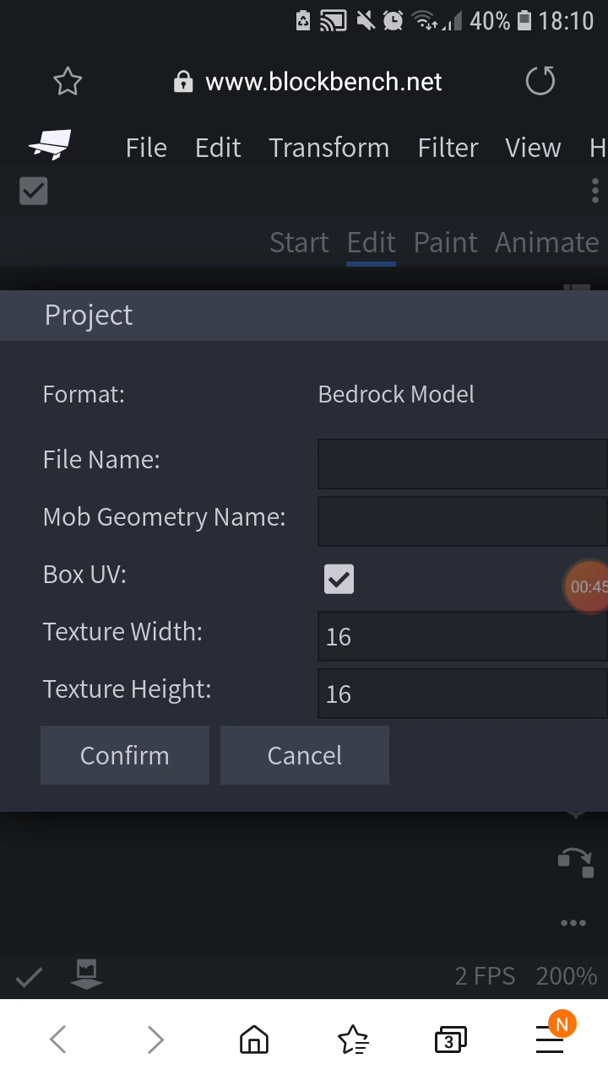 40% 18:10
www.blockbench.net
File Edit Transform Filter View H
Start Edit Paint Animate
Project
Format: Bedrock Model
File Name:
Mob Geometry Name:
Box UV:
00:45
Texture Width: 16
Texture Height: 16
Confirm Cancel
2 FPS 200%
3 N